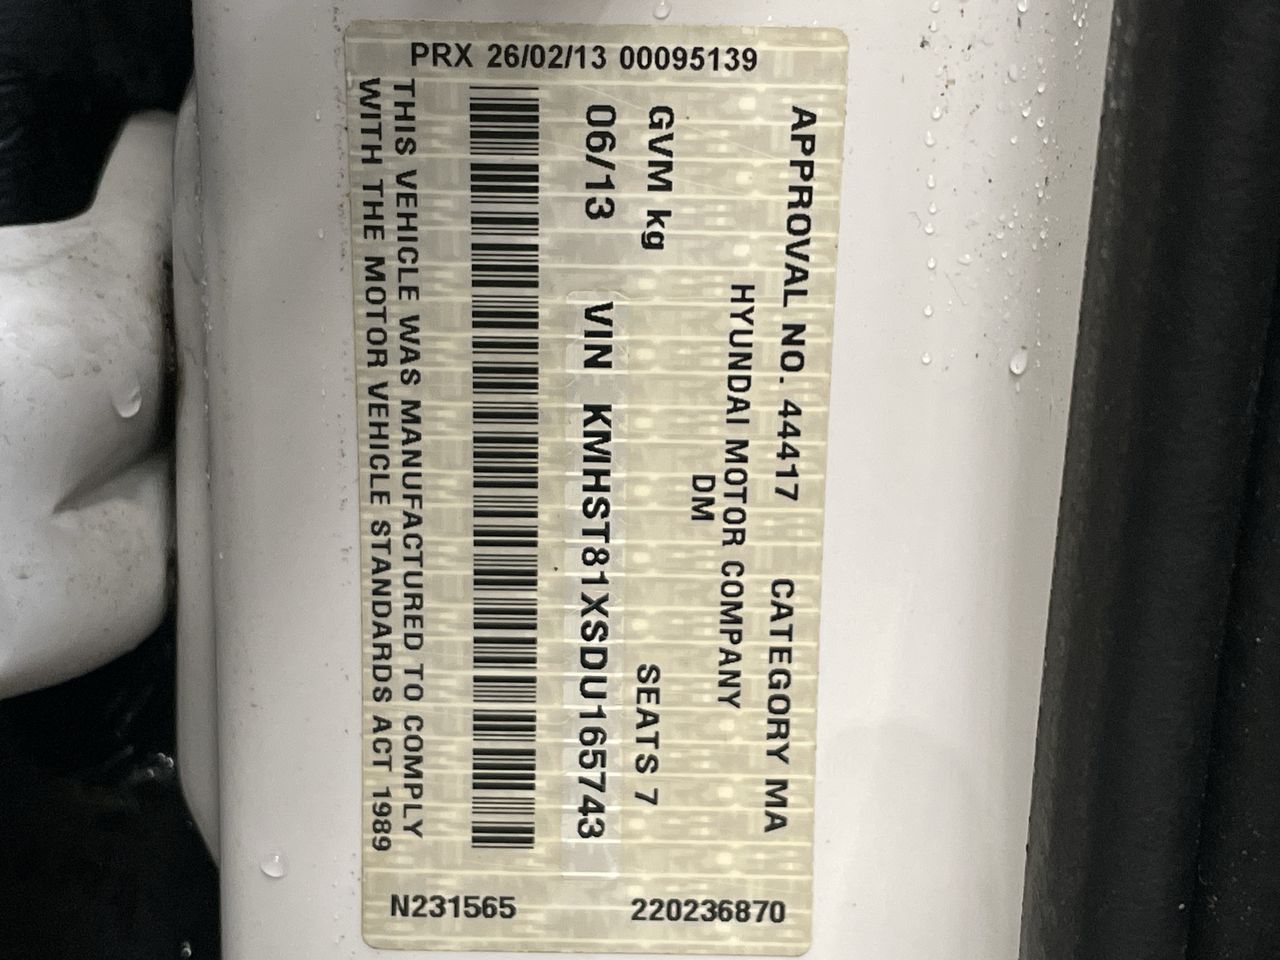 PRX 26/02/13 00095139
APPROVAL NO. 44417 CATEGORY MA
HYUNDAI MOTOR COMPANY
DM
GVM kg SEATS 7
06/13 VIN KMHST81XSDU165743
THIS VEHICLE WAS MANUFACTURED TO COMPLY
WITH THE MOTOR VEHICLE STANDARDS ACT 1989
N231565 220236870